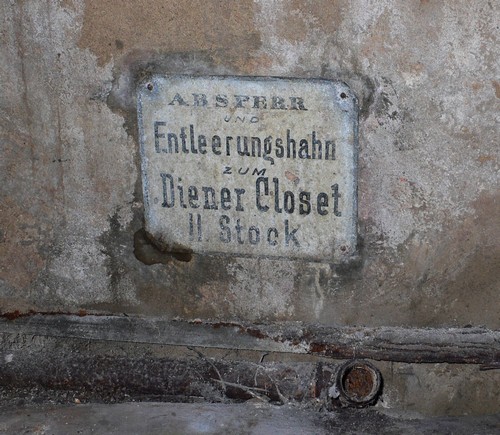 ABSPERR
UND
Entleerungshahn
ZUM
Diener Closet
II. Stock